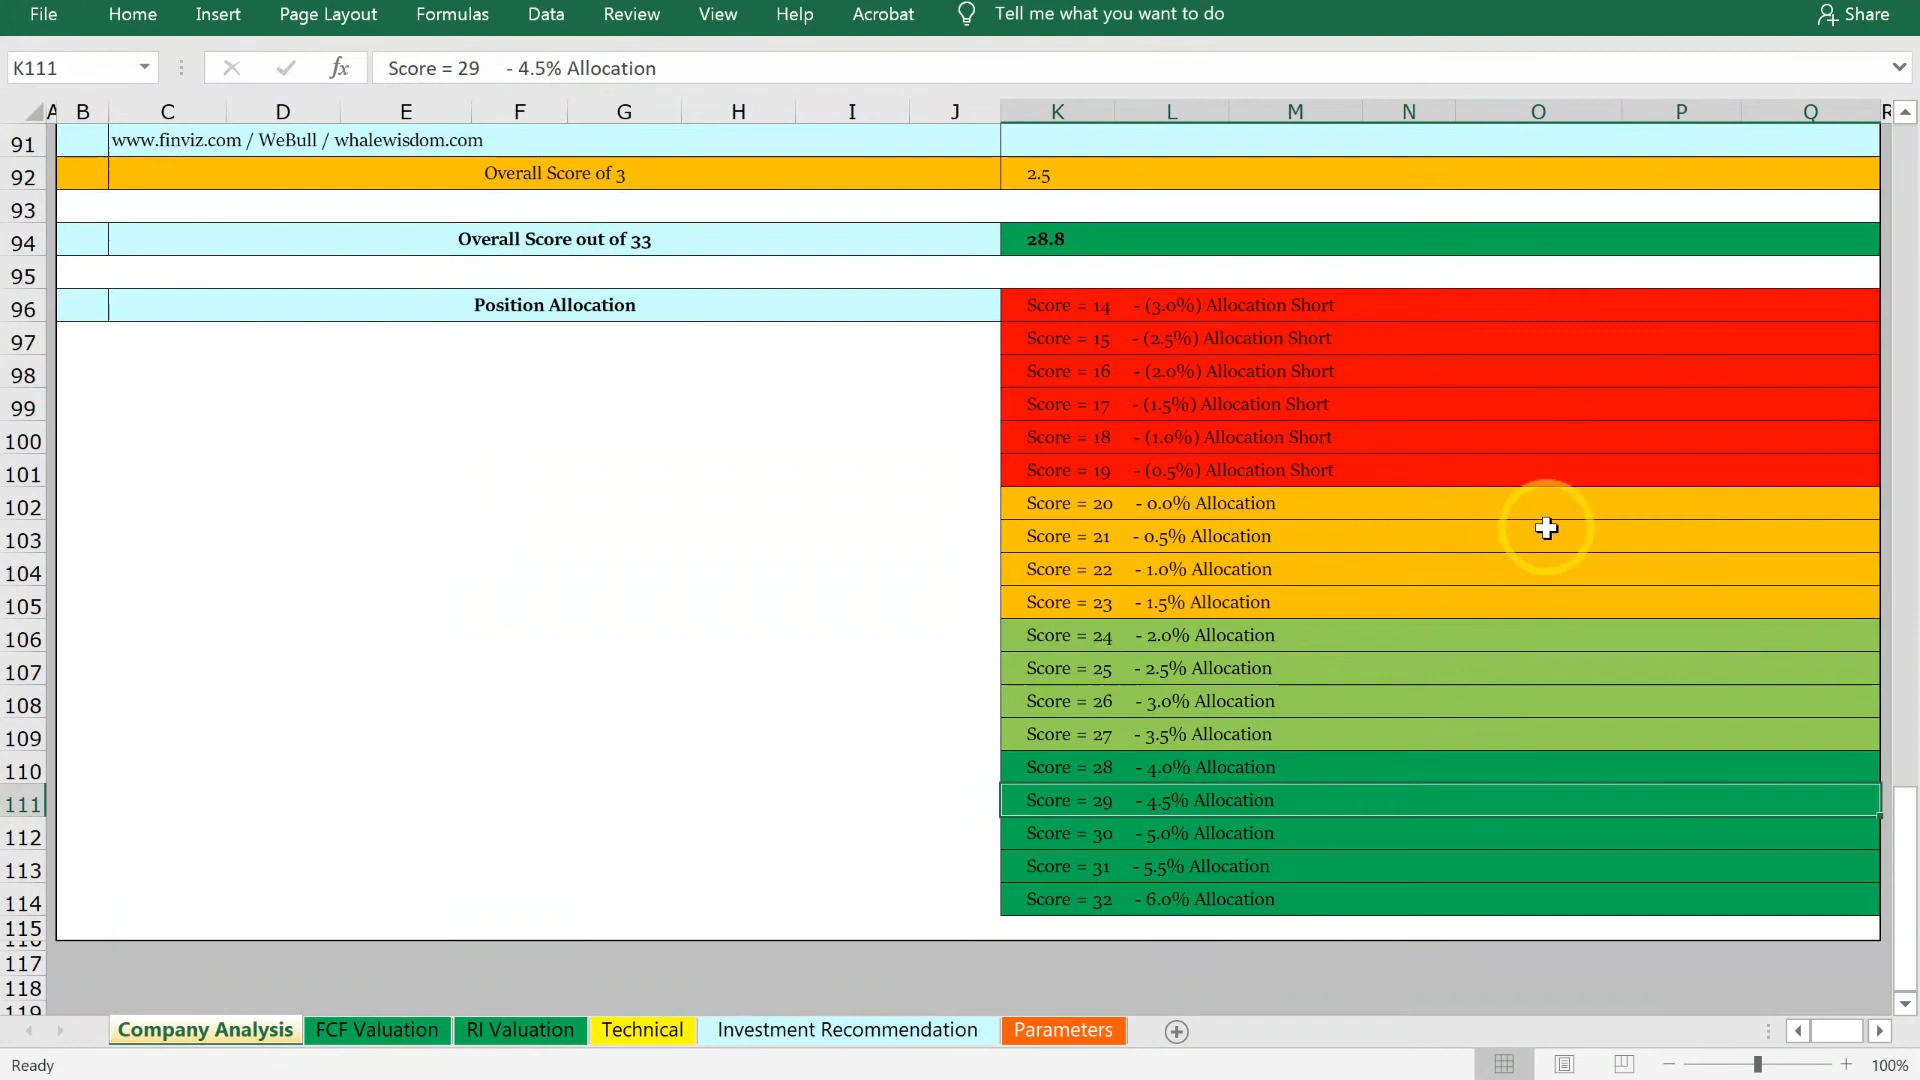 File Home Insert Page Layout Formulas Data Review View Help Acrobat Tell me what you want to do Share
K111 fx Score = 29 - 4.5% Allocation
A B C D E F G H I J K L M N O P Q R
91 www.finviz.com / WeBull / whalewisdom.com
92 Overall Score of 3 2.5
93
94 Overall Score out of 33 28.8
95
96 Position Allocation Score = 14 - (3.0%) Allocation Short
97 Score = 15 - (2.5%) Allocation Short
98 Score = 16 - (2.0%) Allocation Short
99 Score = 17 - (1.5%) Allocation Short
100 Score = 18 - (1.0%) Allocation Short
101 Score = 19 - (0.5%) Allocation Short
102 Score = 20 - 0.0% Allocation
103 Score = 21 - 0.5% Allocation
104 Score = 22 - 1.0% Allocation
105 Score = 23 - 1.5% Allocation
106 Score = 24 - 2.0% Allocation
107 Score = 25 - 2.5% Allocation
108 Score = 26 - 3.0% Allocation
109 Score = 27 - 3.5% Allocation
110 Score = 28 - 4.0% Allocation
111 Score = 29 - 4.5% Allocation
112 Score = 30 - 5.0% Allocation
113 Score = 31 - 5.5% Allocation
114 Score = 32 - 6.0% Allocation
115
116
117
118
119
Company Analysis FCF Valuation RI Valuation Technical Investment Recommendation Parameters
Ready 100%